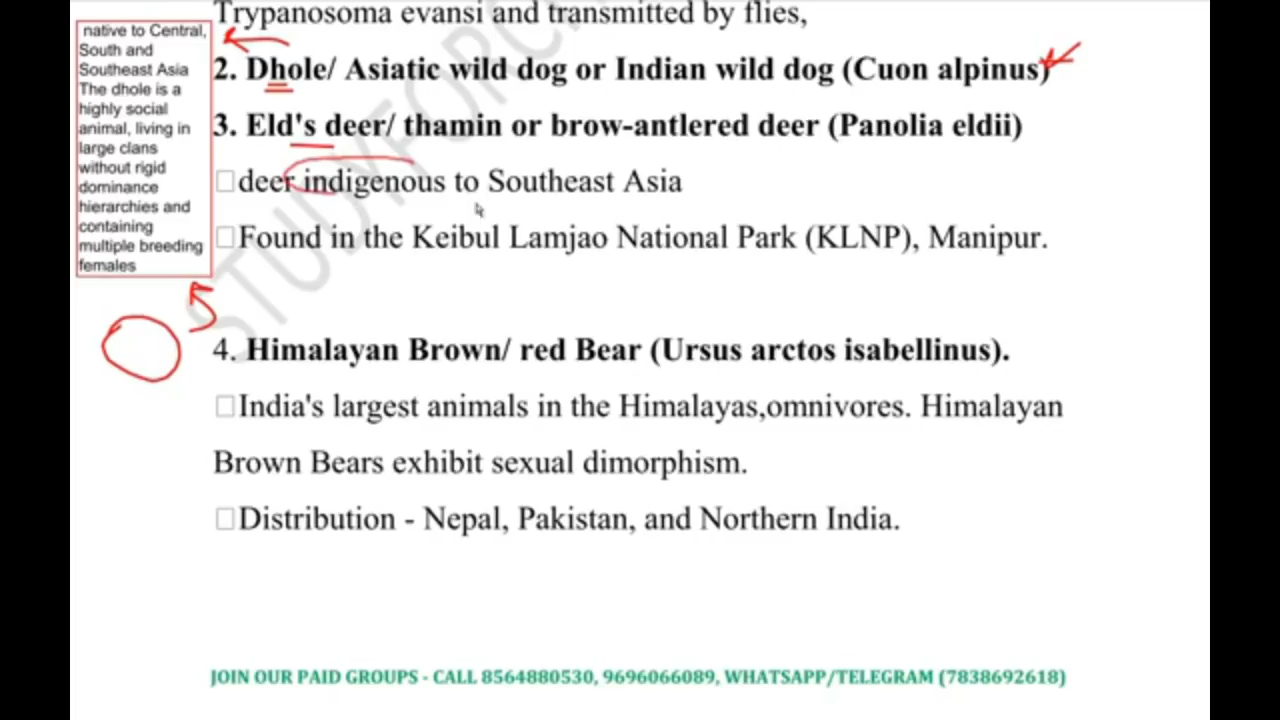 Trypanosoma evansi and transmitted by flies,
native to Central,
South and
Southeast Asia
The dhole is a
highly social
animal, living in
large clans
without rigid
dominance
hierarchies and
containing
multiple breeding
females
2. Dhole/ Asiatic wild dog or Indian wild dog (Cuon alpinus)
3. Eld's deer/ thamin or brow-antlered deer (Panolia eldii)
deer indigenous to Southeast Asia
Found in the Keibul Lamjao National Park (KLNP), Manipur.
4. Himalayan Brown/ red Bear (Ursus arctos isabellinus).
India's largest animals in the Himalayas,omnivores. Himalayan
Brown Bears exhibit sexual dimorphism.
Distribution - Nepal, Pakistan, and Northern India.
JOIN OUR PAID GROUPS - CALL 8564880530, 9696066089, WHATSAPP/TELEGRAM (7838692618)